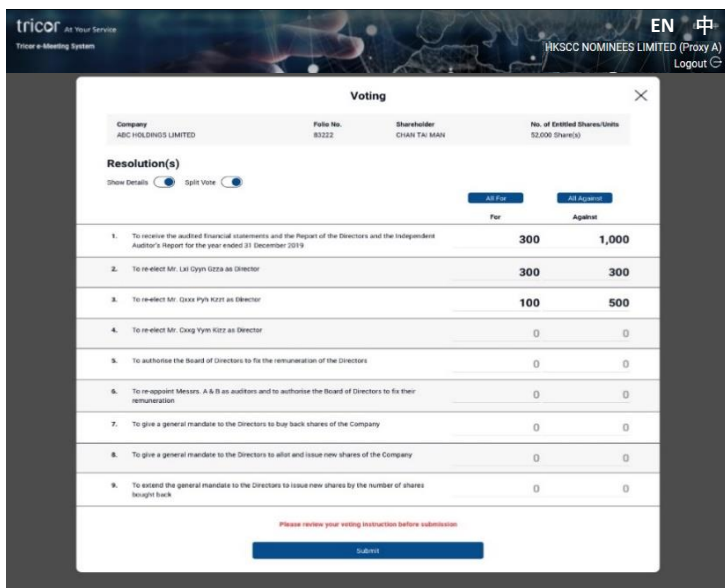 tricor At Your Service
EN 中
Tricor e-Meeting System
HKSCC NOMINEES LIMITED (Proxy A)
Logout
Voting
Company Folio No. Shareholder No. of Entitled Shares/Units
ABC HOLDINGS LIMITED 83222 CHAN TAI MAN 52,000 Share(s)
Resolution(s)
Show Details Split Vote
All For All Against
For Against
1. To receive the audited financial statements and the Report of the Directors and the Independent 300 1,000
Auditor's Report for the year ended 31 December 2019
2. To re-elect Mr. Lxi Cyyn Gzza as Director 300 300
3. To re-elect Mr. Gxxx Pyh Kzzt as Director 100 500
4. To re-elect Mr. Cxxg Yym Kizz as Director 0 0
5. To authorise the Board of Directors to fix the remuneration of the Directors 0 0
6. To re-appoint Messrs. A & B as auditors and to authorise the Board of Directors to fix their 0 0
remuneration
7. To give a general mandate to the Directors to buy back shares of the Company 0 0
8. To give a general mandate to the Directors to allot and issue new shares of the Company 0 0
9. To extend the general mandate to the Directors to issue new shares by the number of shares 0 0
bought back
Please review your voting instruction before submission
Submit